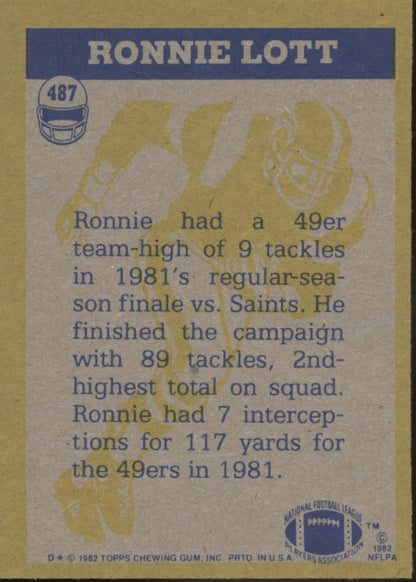 RONNIE LOTT
487
Ronnie had a 49er
team-high of 9 tackles
in 1981's regular-sea-
son finale vs. Saints. He
finished the campaign
with 89 tackles, 2nd-
highest total on squad.
Ronnie had 7 intercep-
tions for 117 yards for
the 49ers in 1981.
NATIONAL FOOTBALL LEAGUE
PLAYERS ASSOCIATION
™
©
1982
NFLPA
D * © 1982 TOPPS CHEWING GUM, INC. PRTD. IN U.S.A.